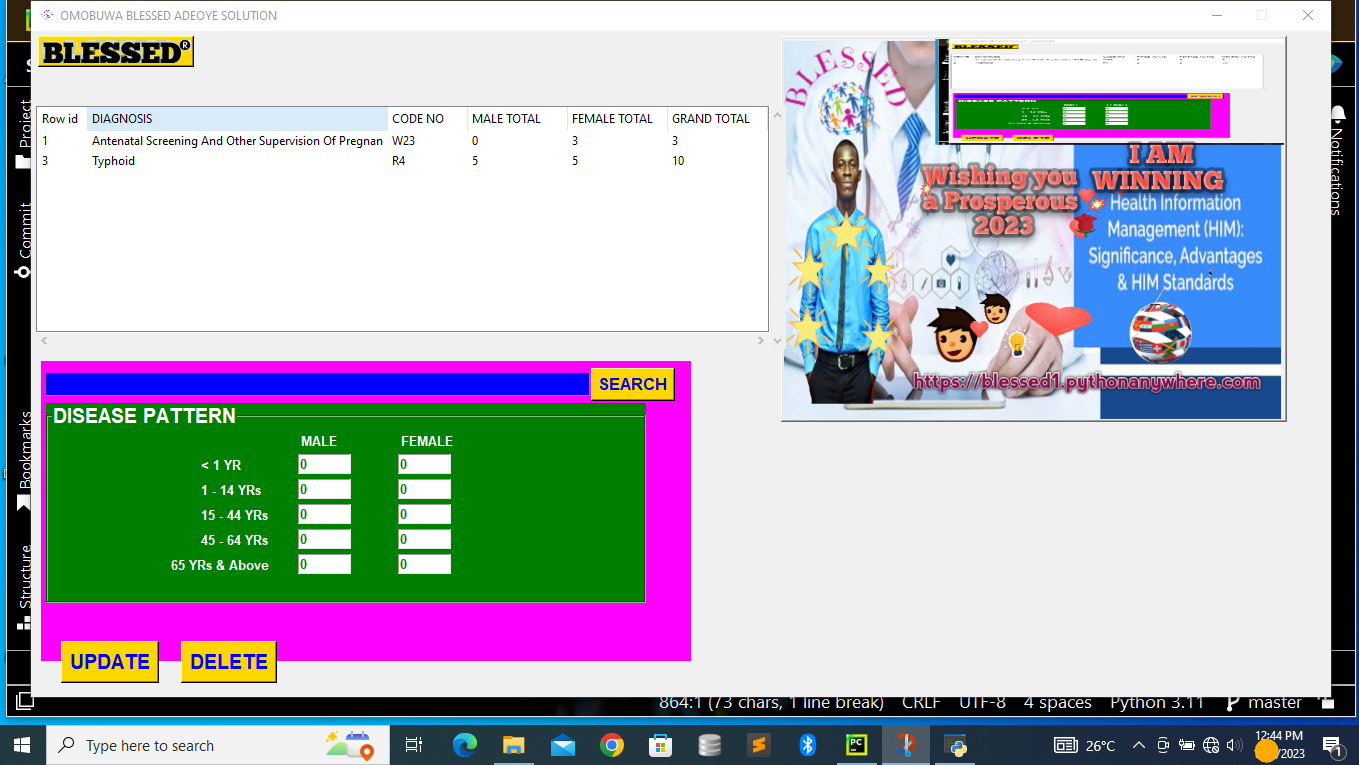 OMOBUWA BLESSED ADEOYE SOLUTION
BLESSED®
Row id DIAGNOSIS CODE NO MALE TOTAL FEMALE TOTAL GRAND TOTAL
1 Antenatal Screening And Other Supervision Of Pregnan W23 0 3 3
3 Typhoid R4 5 5 10
SEARCH
DISEASE PATTERN
MALE FEMALE
< 1 YR 0 0
1 - 14 YRs 0 0
15 - 44 YRs 0 0
45 - 64 YRs 0 0
65 YRs & Above 0 0
UPDATE DELETE
BLESSED
BLESSED
DISEASE PATTERN
UPDATE DELETE
Wishing you
a Prosperous
2023
I AM
WINNING
Health Information
Management (HIM):
Significance, Advantages
& HIM Standards
https://blessed1.pythonanywhere.com
Project
Commit
Bookmarks
Structure
Notifications
864:1 (73 chars, 1 line break) CRLF UTF-8 4 spaces Python 3.11 master
Type here to search
PC
26°C
12:44 PM
/2023
1